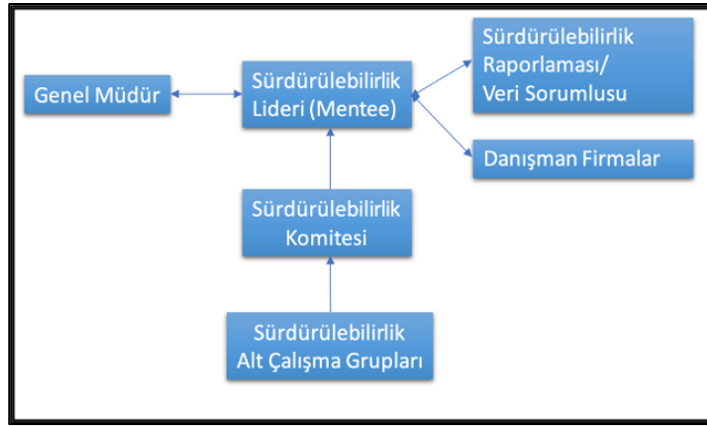 Genel Müdür
Sürdürülebilirlik
Lideri (Mentee)
Sürdürülebilirlik
Raporlaması/
Veri Sorumlusu
Danışman Firmalar
Sürdürülebilirlik
Komitesi
Sürdürülebilirlik
Alt Çalışma Grupları